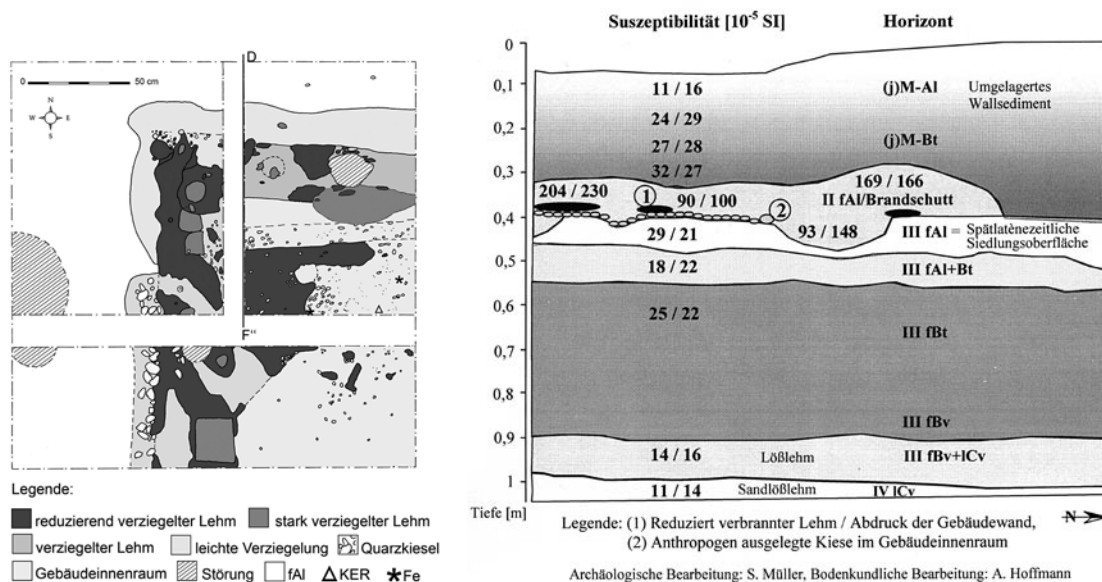 D
0 50 cm
N
W E
S
F"
Legende:
reduzierend verziegelter Lehm stark verziegelter Lehm
verziegelter Lehm leichte Verziegelung Quarzkiesel
Gebäudeinnenraum Störung fAl KER Fe
Suszeptibilität [10⁻⁵ SI] Horizont
0
0,1 11 / 16 (j)M-Al Umgelagertes
Wallsediment
24 / 29
0,2
27 / 28 (j)M-Bt
0,3 32 / 27
204 / 230 1 90 / 100 169 / 166
2 II fAl/Brandschutt
0,4
29 / 21 93 / 148 III fAl = Spätlatènezeitliche
Siedlungsoberfläche
0,5 18 / 22 III fAl+Bt
0,6 25 / 22
III fBt
0,7
0,8
III fBv
0,9
14 / 16 Lößlehm III fBv+lCv
1 11 / 14 Sandlößlehm IV lCv
Tiefe [m]
N
Legende: (1) Reduziert verbrannter Lehm / Abdruck der Gebäudewand,
(2) Anthropogen ausgelegte Kiese im Gebäudeinnenraum
Archäologische Bearbeitung: S. Müller, Bodenkundliche Bearbeitung: A. Hoffmann